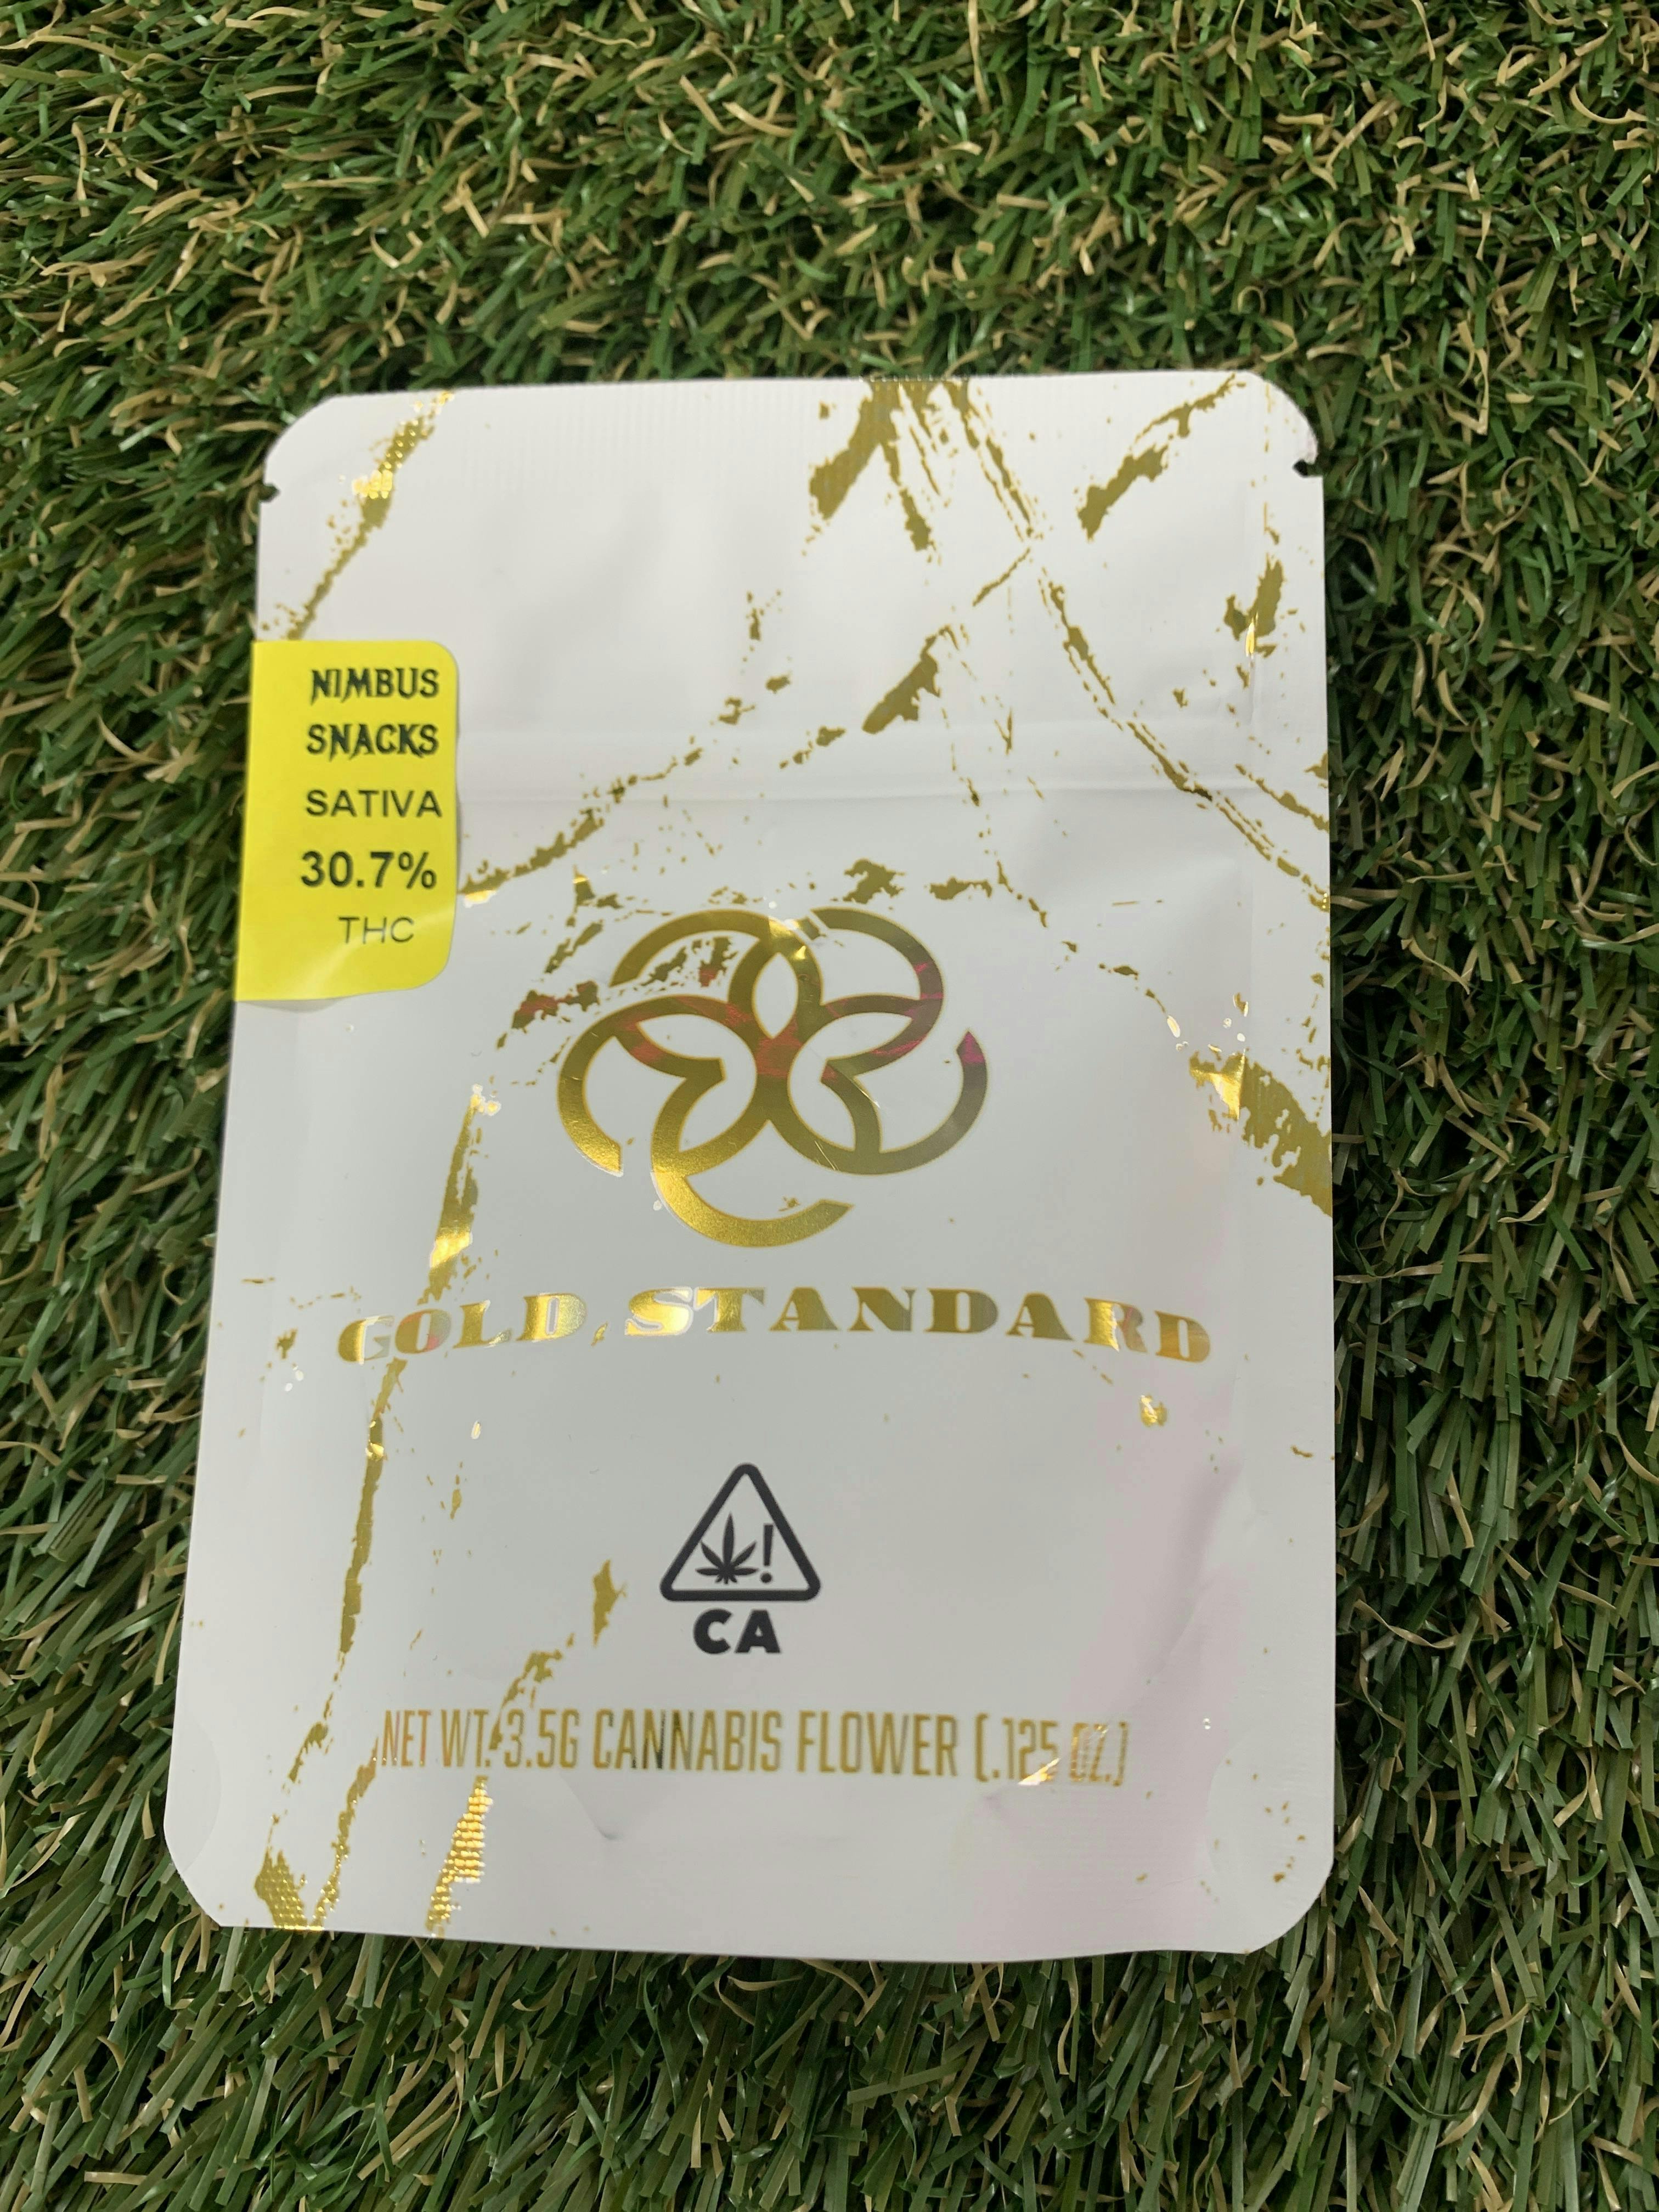 NIMBUS
SNACKS
SATIVA
30.7%
THC
GOLD STANDARD
!
CA
NET WT. 3.5G CANNABIS FLOWER (.125 OZ.)